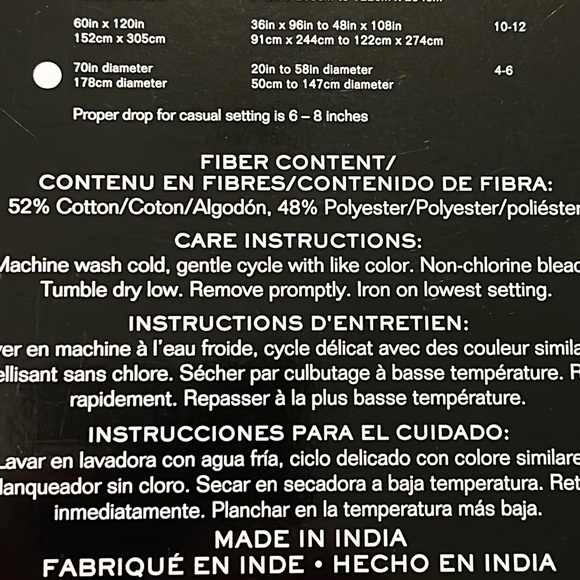 60in x 120in 36in x 96in to 48in x 108in 10-12
152cm x 305cm 91cm x 244cm to 122cm x 274cm
70in diameter 20in to 58in diameter 4-6
178cm diameter 50cm to 147cm diameter
Proper drop for casual setting is 6 – 8 inches
FIBER CONTENT/
CONTENU EN FIBRES/CONTENIDO DE FIBRA:
52% Cotton/Coton/Algodón, 48% Polyester/Polyester/poliéster
CARE INSTRUCTIONS:
Machine wash cold, gentle cycle with like color. Non-chlorine bleac
Tumble dry low. Remove promptly. Iron on lowest setting.
INSTRUCTIONS D'ENTRETIEN:
ver en machine à l'eau froide, cycle délicat avec des couleur simila
ellisant sans chlore. Sécher par culbutage à basse température. R
rapidement. Repasser à la plus basse température.
INSTRUCCIONES PARA EL CUIDADO:
Lavar en lavadora con agua fría, ciclo delicado con colore similare
lanqueador sin cloro. Secar en secadora a baja temperatura. Ret
inmediatamente. Planchar en la temperatura más baja.
MADE IN INDIA
FABRIQUÉ EN INDE • HECHO EN INDIA